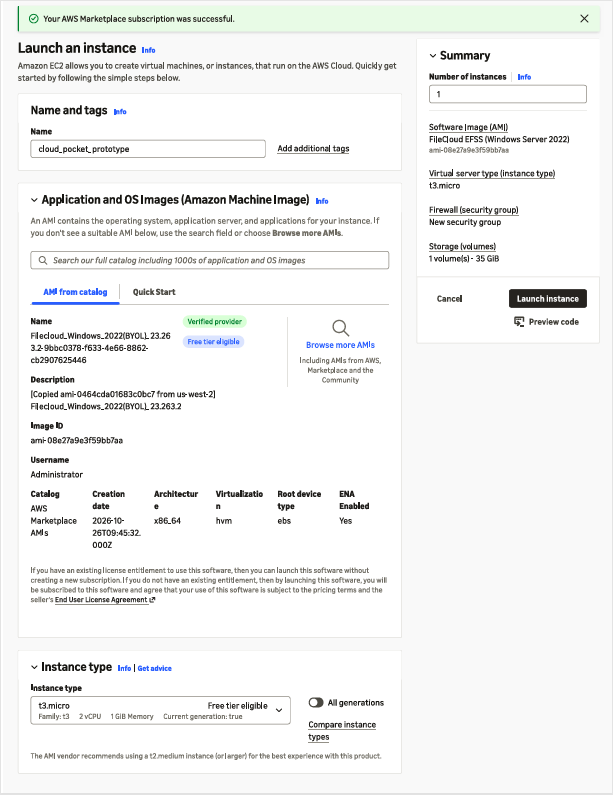 Your AWS Marketplace subscription was successful.
Launch an instance Info
Amazon EC2 allows you to create virtual machines, or instances, that run on the AWS Cloud. Quickly get
started by following the simple steps below.
Name and tags Info
Name
cloud_pocket_prototype
Add additional tags
Application and OS Images (Amazon Machine Image) Info
An AMI contains the operating system, application server, and applications for your instance. If
you don't see a suitable AMI below, use the search field or choose Browse more AMIs.
Search our full catalog including 1000s of application and OS images
AMI from catalog
Quick Start
Name
Filecloud_Windows_2022(BYOL)_23.26
3.2-9bbc0378-f633-4e66-8862-
cb2907625446
Verified provider
Free tier eligible
Browse more AMIs
Including AMIs from AWS,
Marketplace and the
Community
Description
[Copied ami-0464cda01683c0bc7 from us-west-2]
Filecloud_Windows_2022(BYOL)_23.263.2
Image ID
ami-08e27a9e3f59bb7aa
Username
Administrator
Catalog
AWS
Marketplace
AMIs
Creation
date
2026-10-
26T09:45:32.
000Z
Architectur
e
x86_64
Virtualizatio
n
hvm
Root device
type
ebs
ENA
Enabled
Yes
If you have an existing license entitlement to use this software, then you can launch this software without
creating a new subscription. If you do not have an existing entitlement, then by launching this software, you will
be subscribed to this software and agree that your use of this software is subject to the pricing terms and the
seller's End User License Agreement
Instance type Info | Get advice
Instance type
t3.micro
Free tier eligible
Family: t3 2 vCPU 1 GiB Memory Current generation: true
All generations
Compare instance
types
The AMI vendor recommends using a t2.medium instance (or larger) for the best experience with this product.
Summary
Number of instances Info
1
Software Image (AMI)
FileCloud EFSS (Windows Server 2022)
ami-08e27a9e3f59bb7aa
Virtual server type (instance type)
t3.micro
Firewall (security group)
New security group
Storage (volumes)
1 volume(s) - 35 GiB
Cancel
Launch instance
Preview code